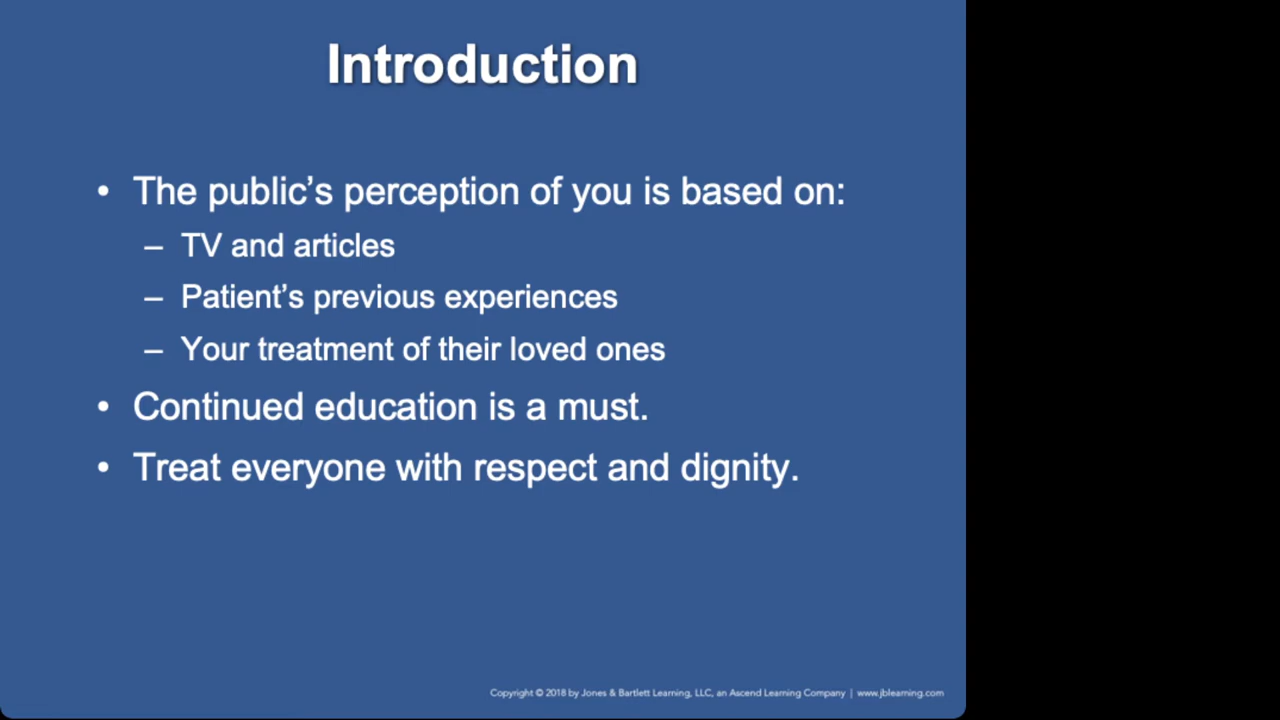 Introduction
• The public’s perception of you is based on:
– TV and articles
– Patient’s previous experiences
– Your treatment of their loved ones
• Continued education is a must.
• Treat everyone with respect and dignity.
Copyright © 2018 by Jones & Bartlett Learning, LLC, an Ascend Learning Company | www.jblearning.com